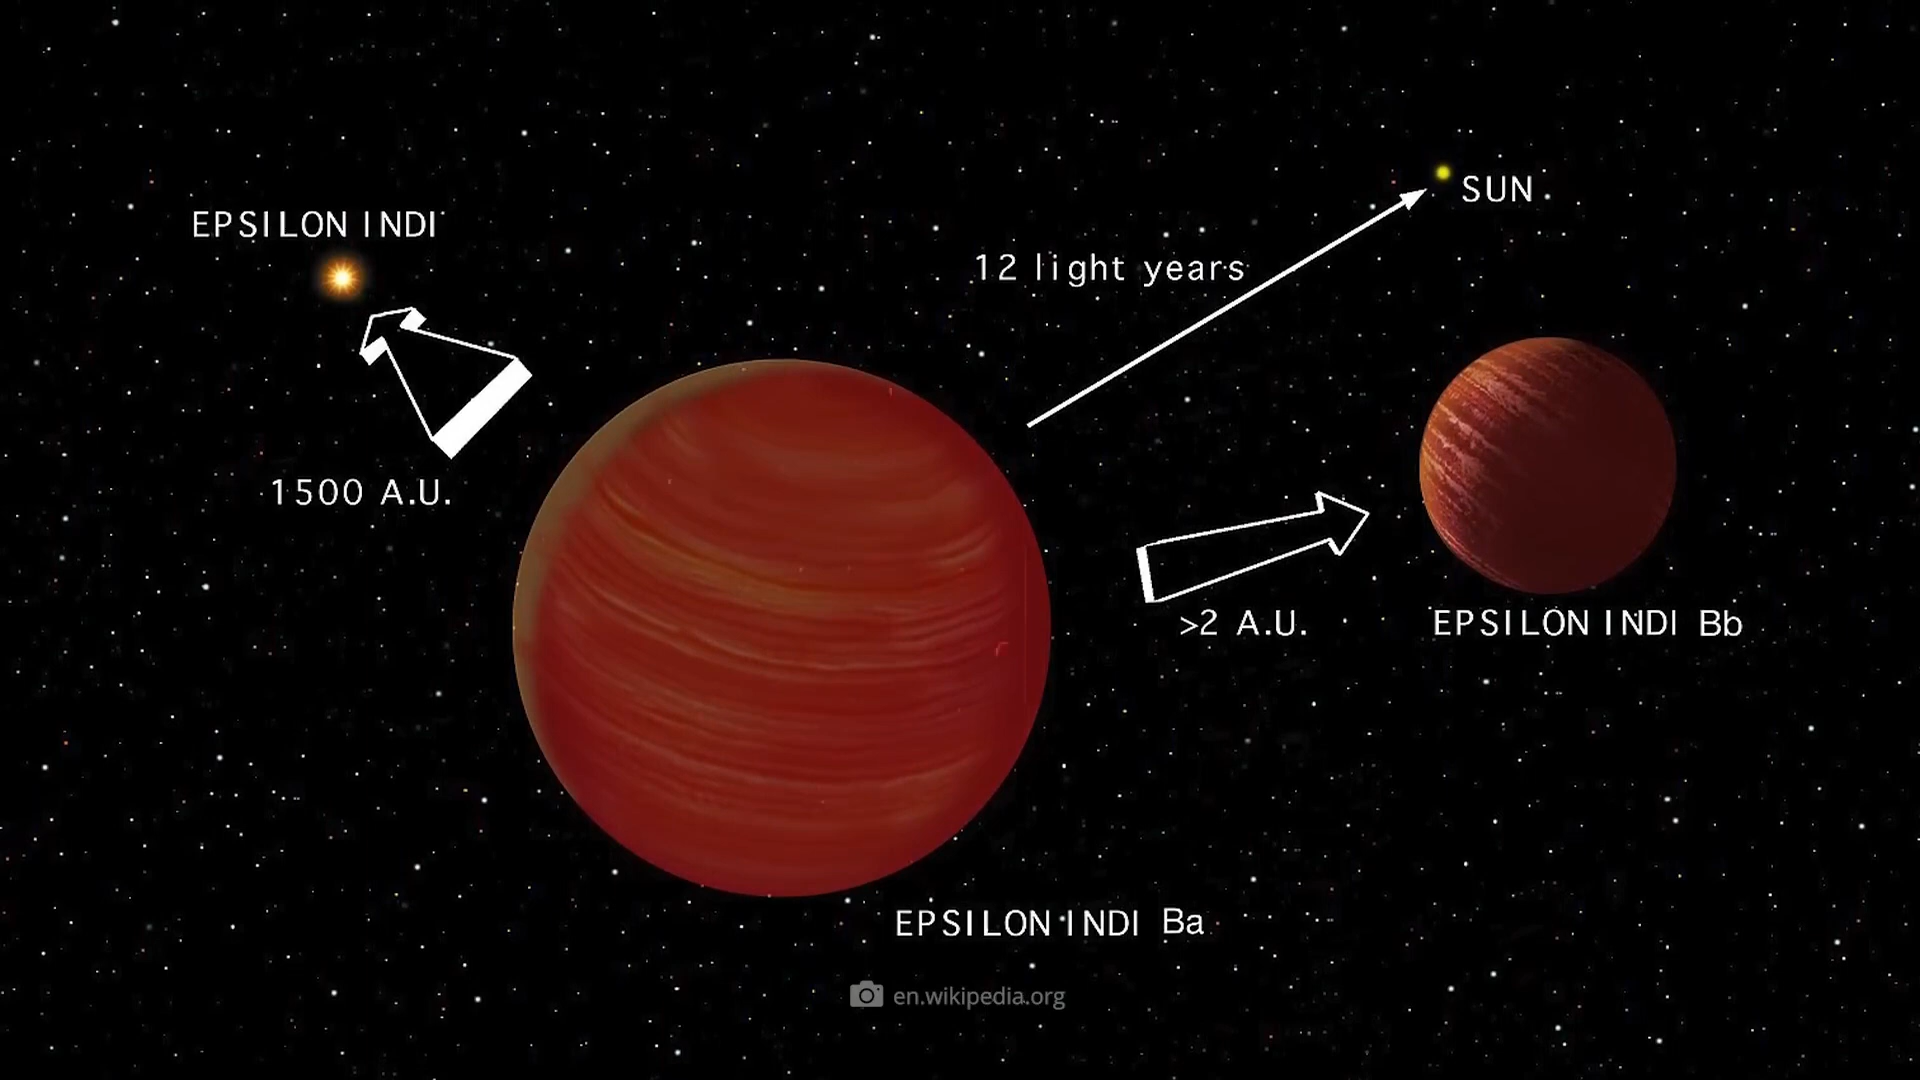 SUN
EPSILON INDI
12 light years
1500 A.U.
>2 A.U.
EPSILON INDI Bb
EPSILON INDI Ba
en.wikipedia.org